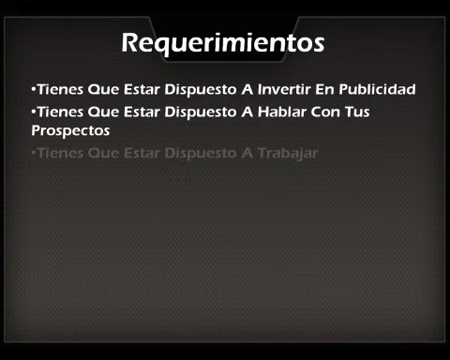 Requerimientos
•Tienes Que Estar Dispuesto A Invertir En Publicidad
•Tienes Que Estar Dispuesto A Hablar Con Tus
Prospectos
•Tienes Que Estar Dispuesto A Trabajar